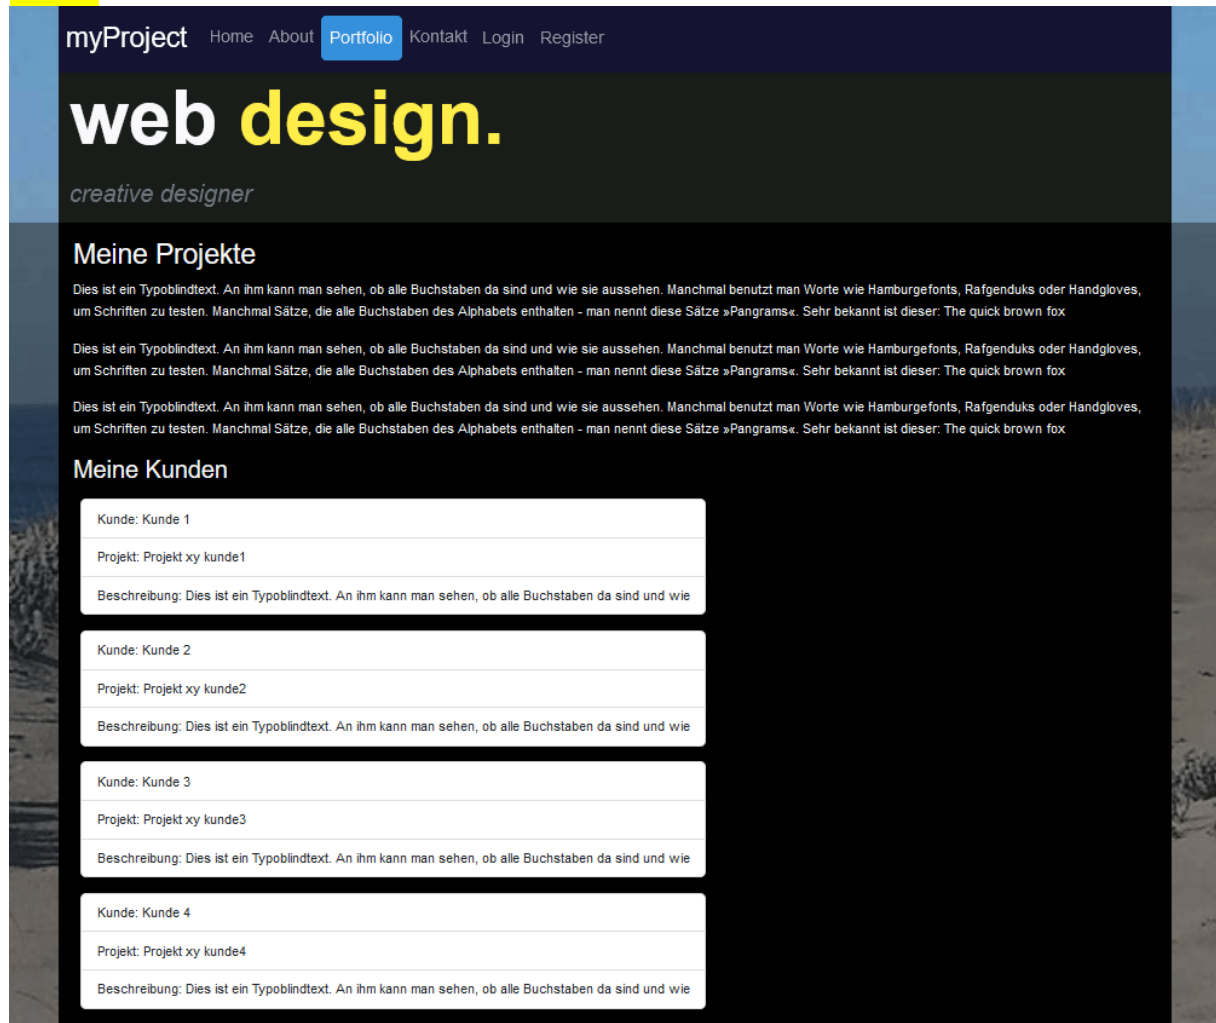 myProject Home About Portfolio Kontakt Login Register
web design.
creative designer
Meine Projekte
Dies ist ein Typoblindtext. An ihm kann man sehen, ob alle Buchstaben da sind und wie sie aussehen. Manchmal benutzt man Worte wie Hamburgefonts, Rafgenduks oder Handgloves,
um Schriften zu testen. Manchmal Sätze, die alle Buchstaben des Alphabets enthalten - man nennt diese Sätze »Pangrams«. Sehr bekannt ist dieser: The quick brown fox
Dies ist ein Typoblindtext. An ihm kann man sehen, ob alle Buchstaben da sind und wie sie aussehen. Manchmal benutzt man Worte wie Hamburgefonts, Rafgenduks oder Handgloves,
um Schriften zu testen. Manchmal Sätze, die alle Buchstaben des Alphabets enthalten - man nennt diese Sätze »Pangrams«. Sehr bekannt ist dieser: The quick brown fox
Dies ist ein Typoblindtext. An ihm kann man sehen, ob alle Buchstaben da sind und wie sie aussehen. Manchmal benutzt man Worte wie Hamburgefonts, Rafgenduks oder Handgloves,
um Schriften zu testen. Manchmal Sätze, die alle Buchstaben des Alphabets enthalten - man nennt diese Sätze »Pangrams«. Sehr bekannt ist dieser: The quick brown fox
Meine Kunden
Kunde: Kunde 1
Projekt: Projekt xy kunde1
Beschreibung: Dies ist ein Typoblindtext. An ihm kann man sehen, ob alle Buchstaben da sind und wie
Kunde: Kunde 2
Projekt: Projekt xy kunde2
Beschreibung: Dies ist ein Typoblindtext. An ihm kann man sehen, ob alle Buchstaben da sind und wie
Kunde: Kunde 3
Projekt: Projekt xy kunde3
Beschreibung: Dies ist ein Typoblindtext. An ihm kann man sehen, ob alle Buchstaben da sind und wie
Kunde: Kunde 4
Projekt: Projekt xy kunde4
Beschreibung: Dies ist ein Typoblindtext. An ihm kann man sehen, ob alle Buchstaben da sind und wie